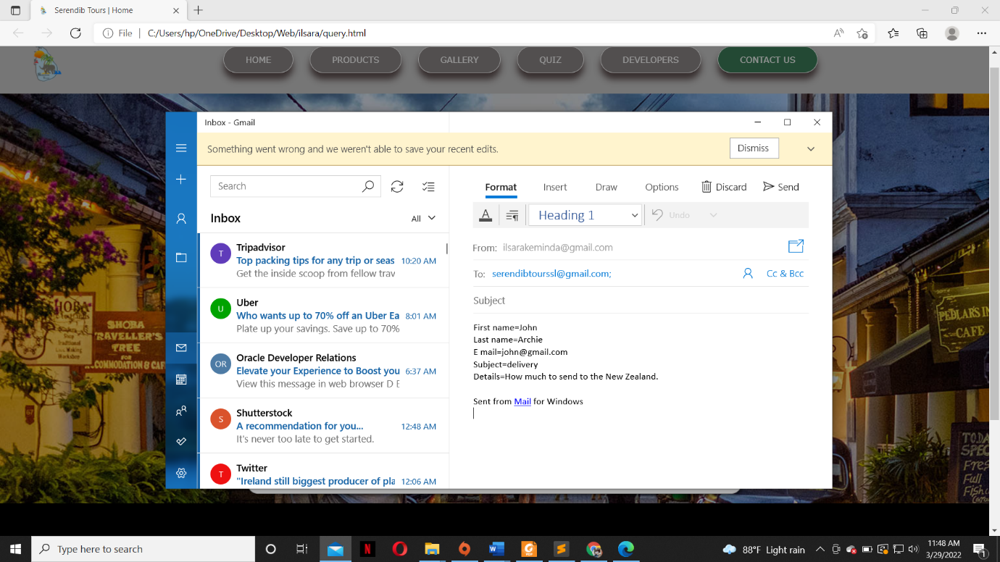 Serendib Tours | Home
File | C:/Users/hp/OneDrive/Desktop/Web/ilsara/query.html
HOME
PRODUCTS
GALLERY
QUIZ
DEVELOPERS
CONTACT US
Inbox - Gmail
Something went wrong and we weren't able to save your recent edits.
Dismiss
Search
Inbox
All
T
Tripadvisor
Top packing tips for any trip or seas
10:20 AM
Get the inside scoop from fellow trav
U
Uber
Who wants up to 70% off an Uber Ea
8:01 AM
Plate up your savings. Save up to 70%
OR
Oracle Developer Relations
Elevate your Experience to Boost you
6:37 AM
View this message in web browser D E
S
Shutterstock
A recommendation for you...
12:48 AM
It's never too late to get started.
T
Twitter
"Ireland still biggest producer of pla
12:06 AM
Format
Insert
Draw
Options
Discard
Send
Heading 1
Undo
From: ilsarakeminda@gmail.com
To: serendibtourssl@gmail.com;
Cc & Bcc
Subject
First name=John
Last name=Archie
E mail=john@gmail.com
Subject=delivery
Details=How much to send to the New Zealand.
Sent from Mail for Windows
SHOBA
TRAVELLER'S
TREE
FOR
PEDLAR'S IN
CAFE
TODA
SPEC
Fres
Full
Fish
Type here to search
88°F Light rain
11:48 AM
3/29/2022
1